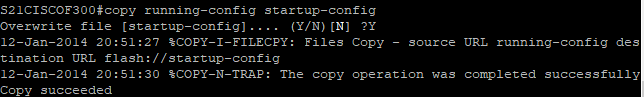 S21CISCOF300#copy running-config startup-config
Overwrite file [startup-config].... (Y/N)[N] ?Y
12-Jan-2014 20:51:27 %COPY-I-FILECPY: Files Copy - source URL running-config des
tination URL flash://startup-config
12-Jan-2014 20:51:30 %COPY-N-TRAP: The copy operation was completed successfully
Copy succeeded